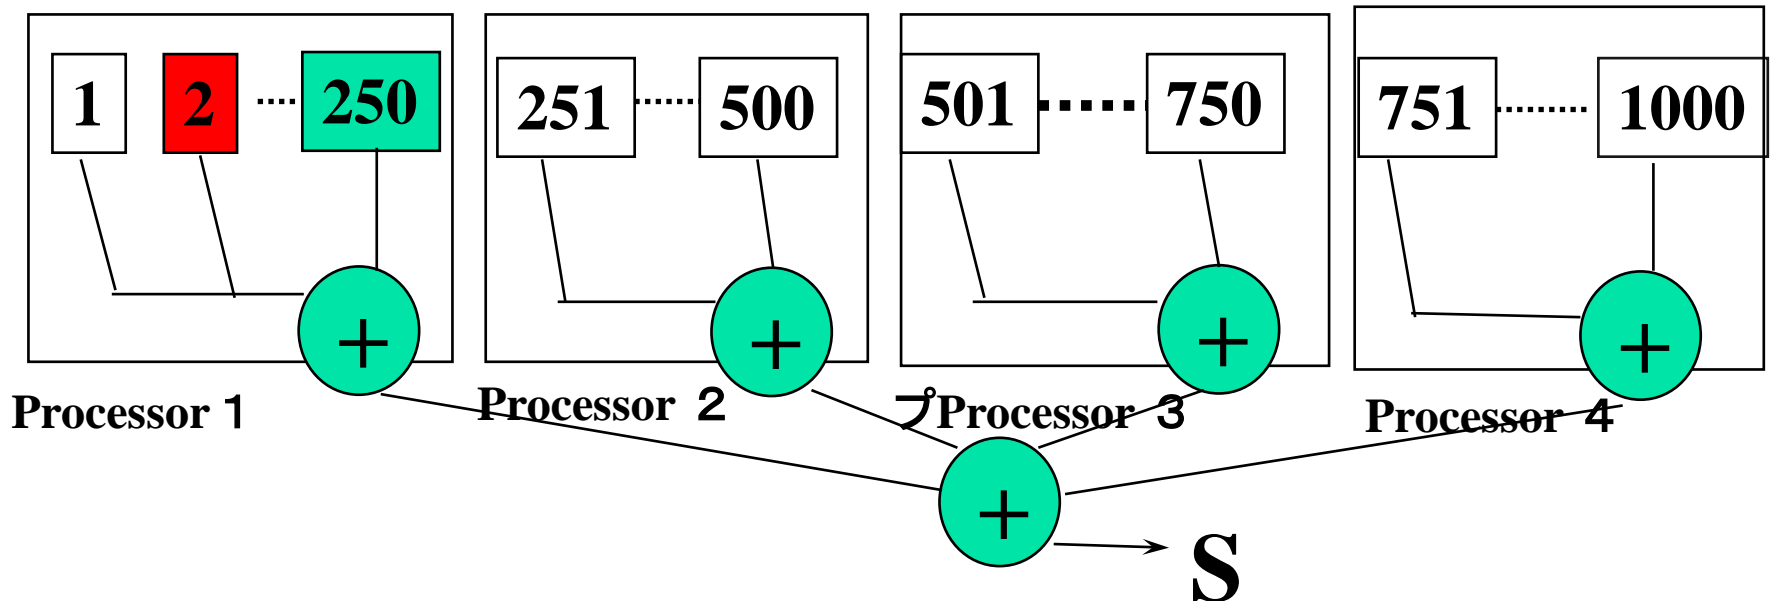 1 2 ..... 250 251 ........ 500 501 ....... 750 751 .......... 1000
+ + + +
Processor １ Processor ２ プProcessor ３ Processor ４
+
S